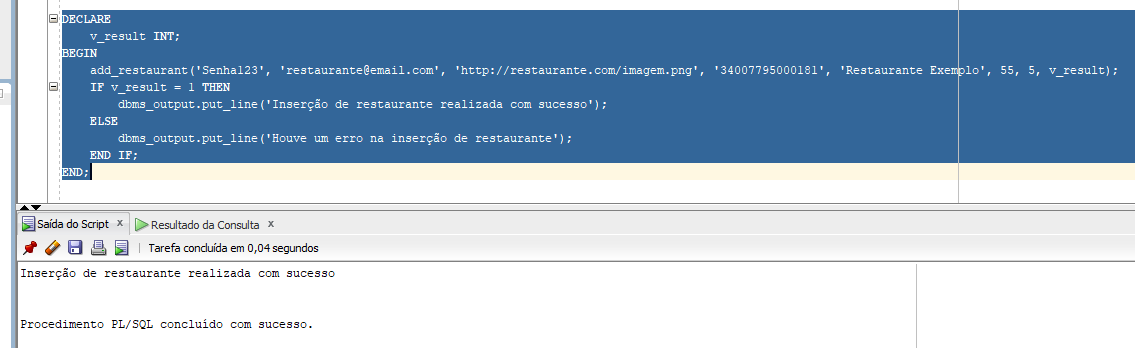 DECLARE
v_result INT;
BEGIN
add_restaurant('Senha123', 'restaurante@email.com', 'http://restaurante.com/imagem.png', '34007795000181', 'Restaurante Exemplo', 55, 5, v_result);
IF v_result = 1 THEN
dbms_output.put_line('Inserção de restaurante realizada com sucesso');
ELSE
dbms_output.put_line('Houve um erro na inserção de restaurante');
END IF;
END;
Saída do Script x Resultado da Consulta x
Tarefa concluída em 0,04 segundos
Inserção de restaurante realizada com sucesso
Procedimento PL/SQL concluído com sucesso.